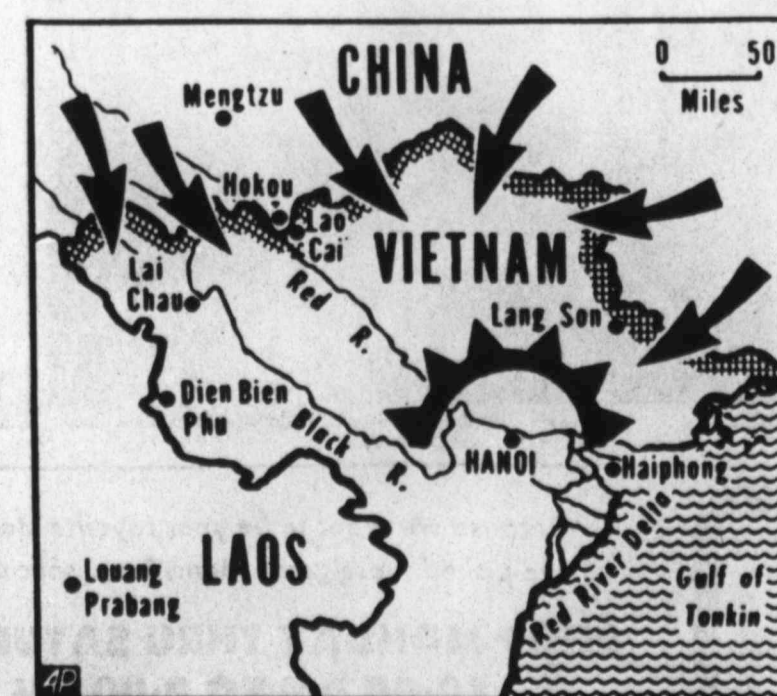 CHINA
0 50
Miles
Mengtzu
Hokou
Lao
Cai
VIETNAM
Lai
Chau
Red
R.
Lang Son
Dien Bien
Phu
Black
R.
HANOI
Haiphong
LAOS
Louang
Prabang
Red River Delta
Gulf of
Tonkin
AP